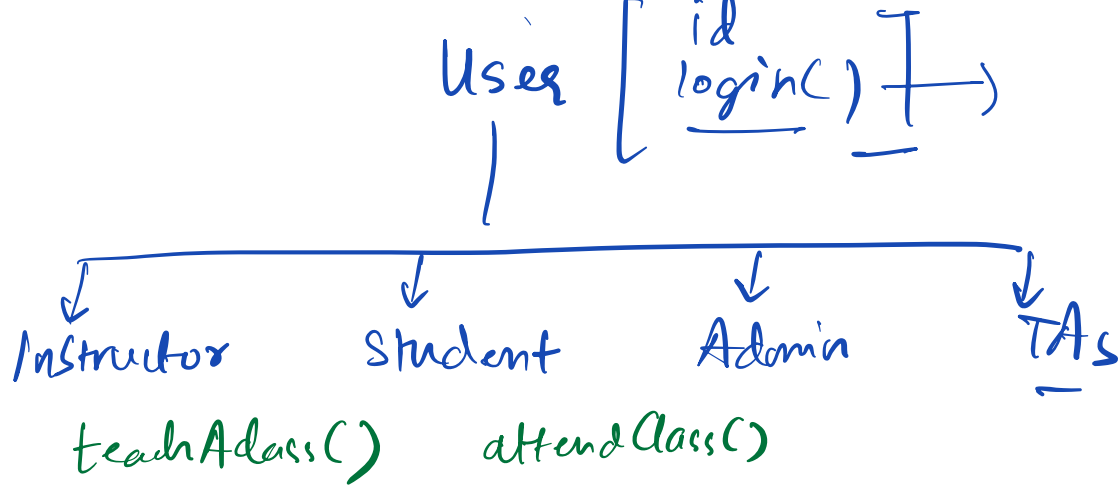 id
User login()
Instructor Student Admin TAs
teachAclass() attendClass()